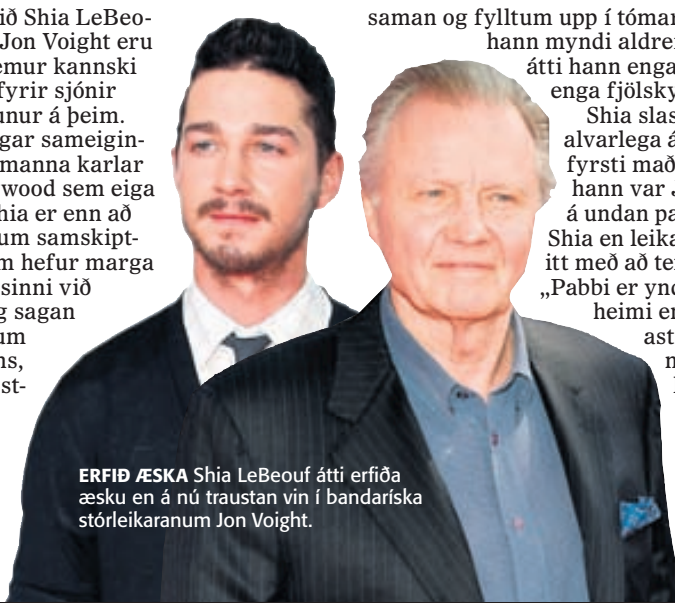 ið Shia LeBeo-
Jon Voight eru
emur kannski
fyrir sjónir
unur á þeim.
gar sameigin-
manna karlar
wood sem eiga
hia er enn að
um samskipt-
m hefur marga
sinni við
g sagan
um
ns,
st-
saman og fylltum upp í tómar
hann myndi aldrei
átti hann enga
enga fjölsky
Shia slas
alvarlega á
fyrsti mað
hann var
á undan pa
Shia en leika
itt með að te
„Pabbi er ynd
heimi en
ast
ERFIÐ ÆSKA Shia LeBeouf átti erfiða
æsku en á nú traustan vin í bandaríska
stórleikaranum Jon Voight.